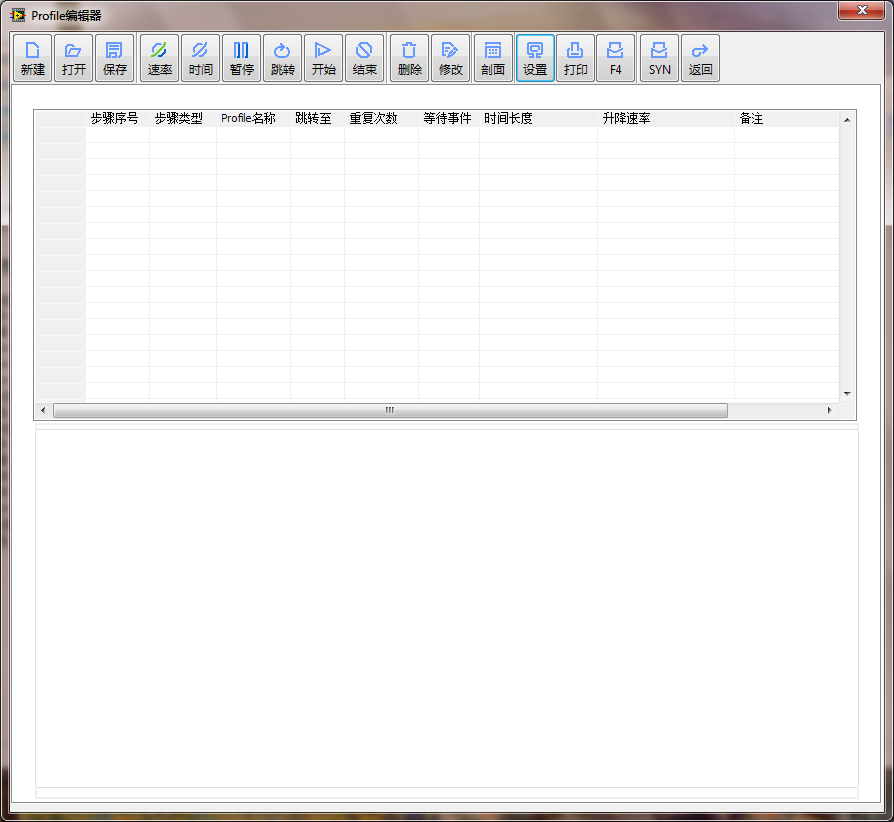 Profile编辑器
新建 打开 保存 速率 时间 暂停 跳转 开始 结束 删除 修改 剖面 设置 打印 F4 SYN 返回
步骤序号 步骤类型 Profile名称 跳转至 重复次数 等待事件 时间长度 升降速率 备注